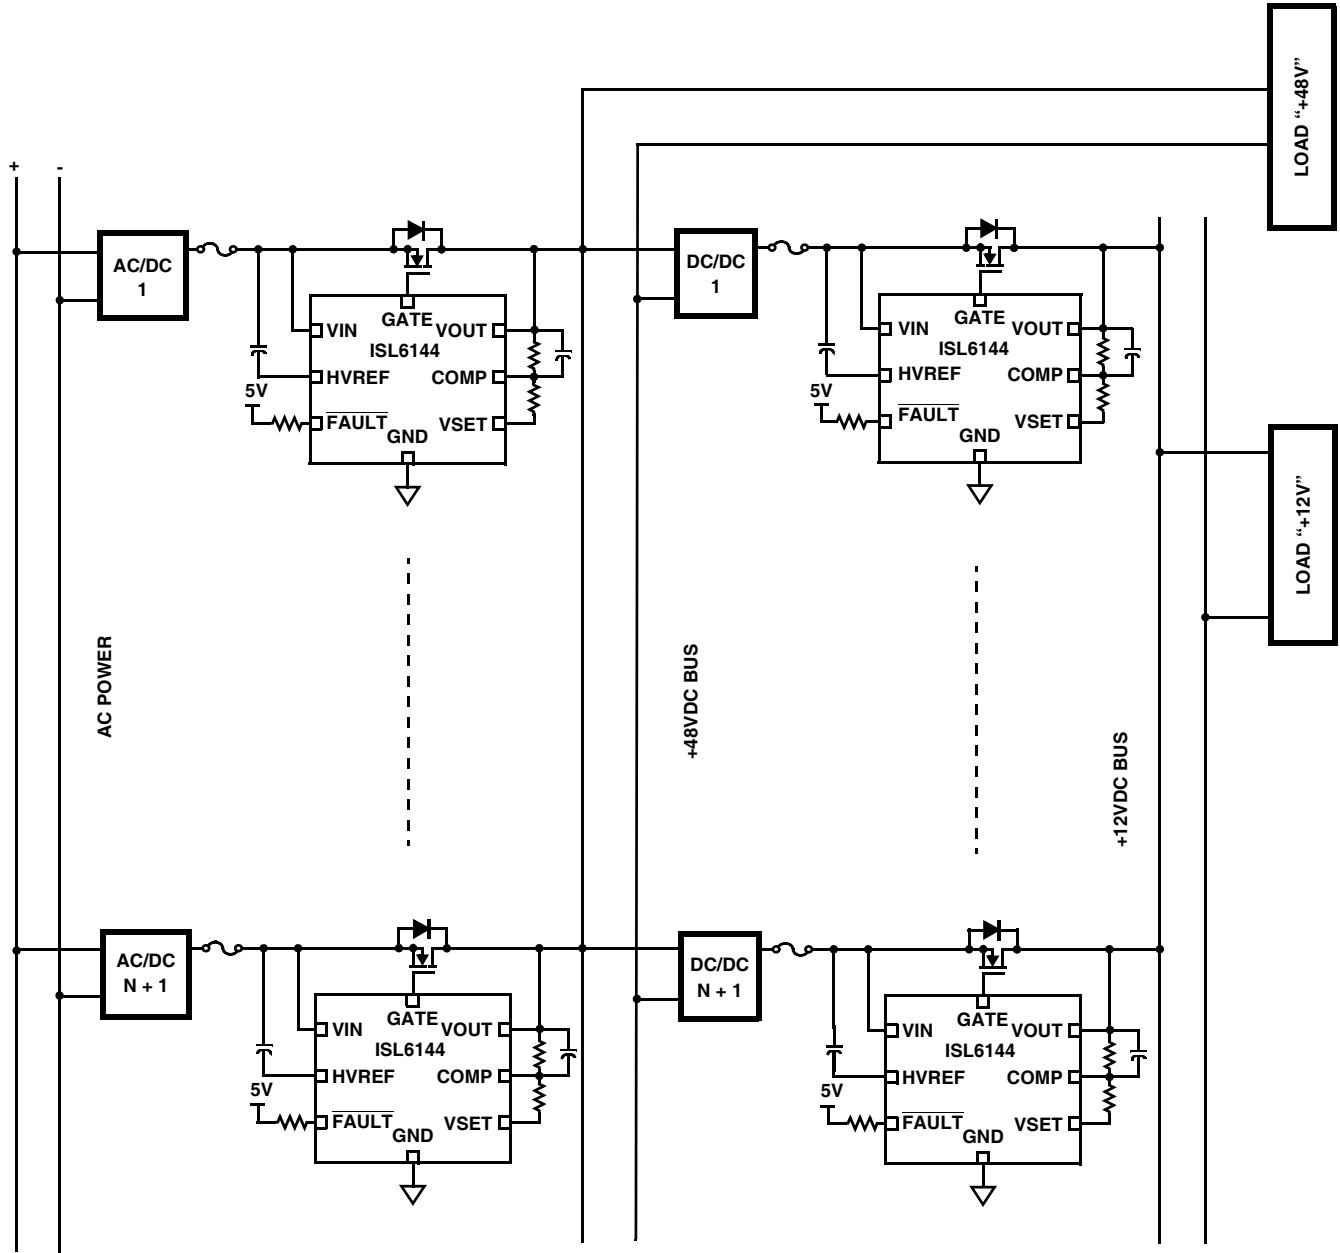 LOAD “+48V”
+ -
AC/DC
1
GATE
VIN
VOUT
ISL6144
HVREF
COMP
5V
FAULT
VSET
GND
DC/DC
1
GATE
VIN
VOUT
ISL6144
HVREF
COMP
5V
FAULT
VSET
GND
LOAD “+12V”
AC POWER
+48VDC BUS
+12VDC BUS
AC/DC
N + 1
GATE
VIN
VOUT
ISL6144
HVREF
COMP
5V
FAULT
VSET
GND
DC/DC
N + 1
GATE
VIN
VOUT
ISL6144
HVREF
COMP
5V
FAULT
VSET
GND